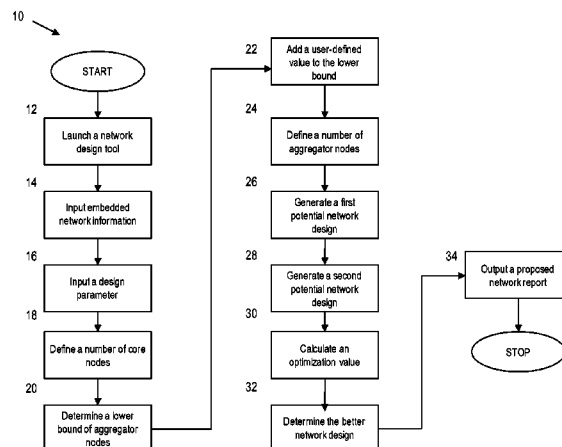 10
START
12
Launch a network
design tool
14
Input embedded
network information
16
Input a design
parameter
18
Define a number of core
nodes
20
Determine a lower
bound of aggregator
nodes
22
Add a user-defined
value to the lower
bound
24
Define a number of
aggregator nodes
26
Generate a first
potential network
design
28
Generate a second
potential network
design
30
Calculate an
optimization value
32
Determine the better
network design
34
Output a proposed
network report
STOP